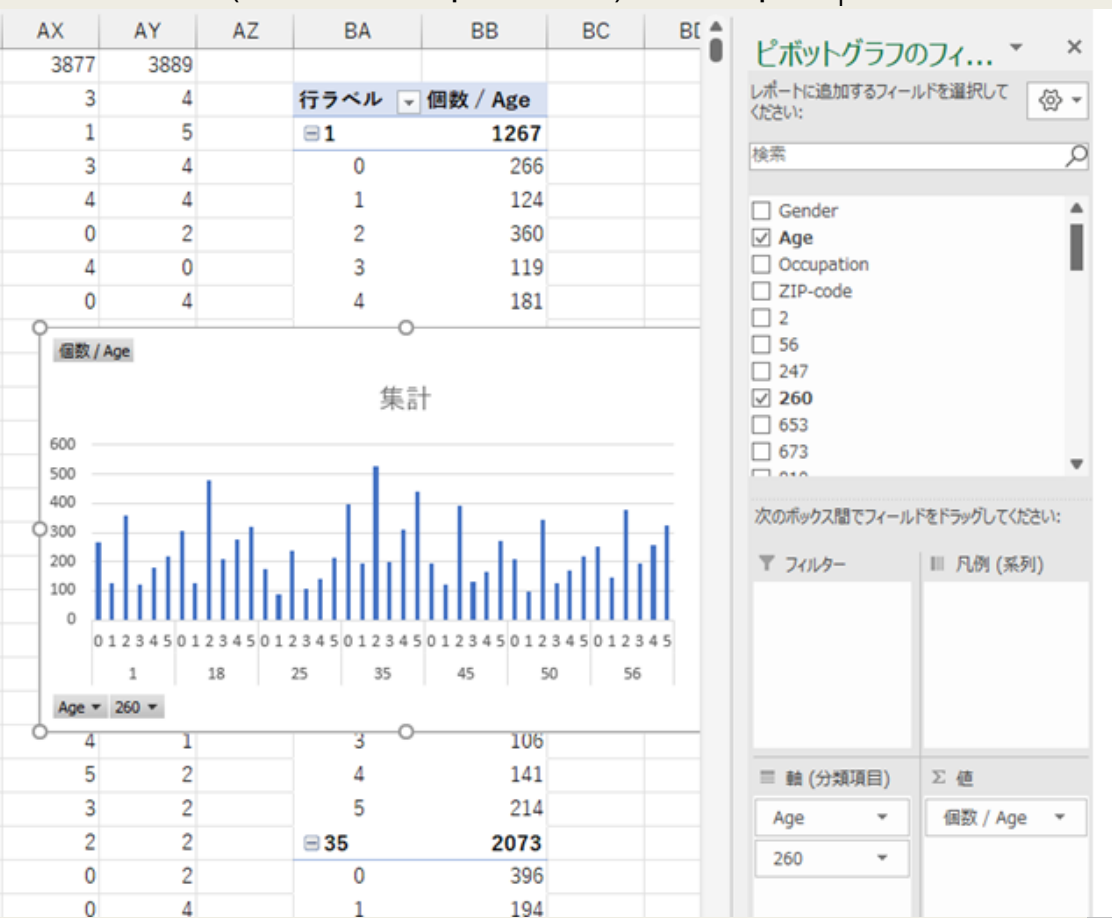 AX AY AZ BA BB BC
3877 3889
3 4 行ラベル 個数 / Age
1 5 1 1267
3 4 0 266
4 4 1 124
0 2 2 360
4 0 3 119
0 4 4 181
個数 / Age
集計
600
500
400
300
200
100
0
0 1 2 3 4 5 0 1 2 3 4 5 0 1 2 3 4 5 0 1 2 3 4 5 0 1 2 3 4 5 0 1 2 3 4 5 0 1 2 3 4 5
1 18 25 35 45 50 56
Age 260
4 1 3 106
5 2 4 141
3 2 5 214
2 2 35 2073
0 2 0 396
0 4 1 194
ピボットグラフのフィ...
レポートに追加するフィールドを選択して
ください:
検索
Gender
Age
Occupation
ZIP-code
2
56
247
260
653
673
次のボックス間でフィールドをドラッグしてください:
フィルター
凡例 (系列)
軸 (分類項目)
Σ 値
Age
個数 / Age
260